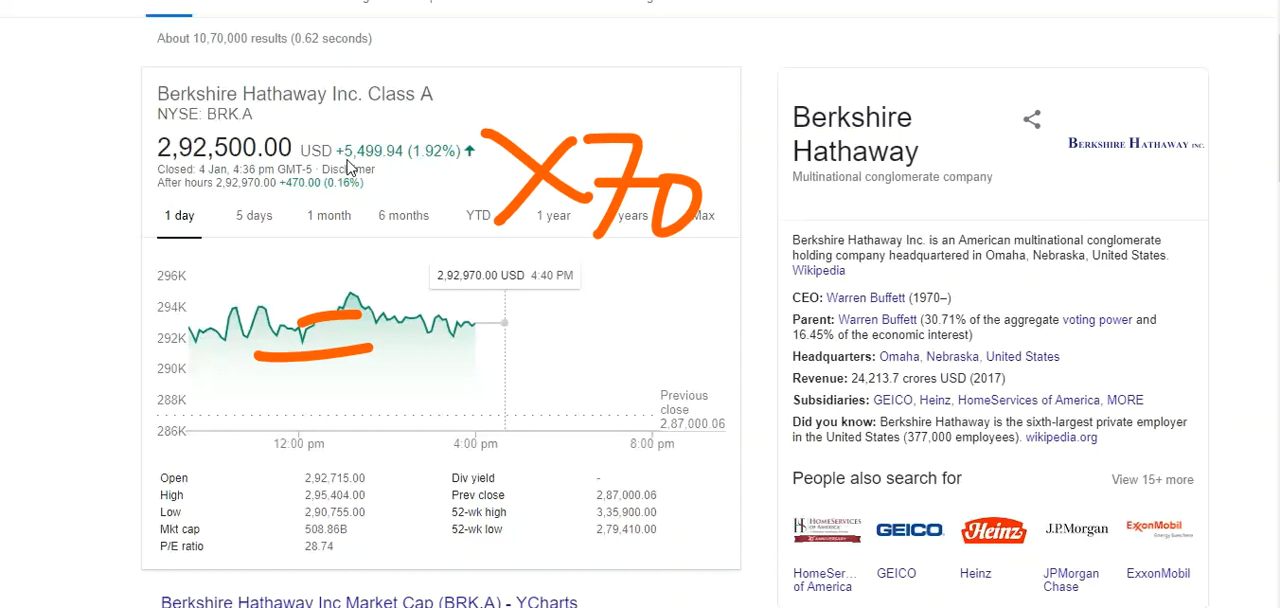 About 10,70,000 results (0.62 seconds)
Berkshire Hathaway Inc. Class A
NYSE: BRK.A
2,92,500.00 USD +5,499.94 (1.92%)
Closed: 4 Jan, 4:36 pm GMT-5 · Disclaimer
After hours 2,92,970.00 +470.00 (0.16%)
X70
1 day 5 days 1 month 6 months YTD 1 year years Max
2,92,970.00 USD 4:40 PM
296K
294K
292K
290K
288K
286K
Previous
close
2,87,000.06
12:00 pm 4:00 pm 8:00 pm
Open 2,92,715.00 Div yield -
High 2,95,404.00 Prev close 2,87,000.06
Low 2,90,755.00 52-wk high 3,35,900.00
Mkt cap 508.86B 52-wk low 2,79,410.00
P/E ratio 28.74
Berkshire Hathaway Inc Market Cap (BRK.A) - YCharts
Berkshire
Hathaway
Multinational conglomerate company
BERKSHIRE HATHAWAY INC.
Berkshire Hathaway Inc. is an American multinational conglomerate
holding company headquartered in Omaha, Nebraska, United States.
Wikipedia
CEO: Warren Buffett (1970–)
Parent: Warren Buffett (30.71% of the aggregate voting power and
16.45% of the economic interest)
Headquarters: Omaha, Nebraska, United States
Revenue: 24,213.7 crores USD (2017)
Subsidiaries: GEICO, Heinz, HomeServices of America, MORE
Did you know: Berkshire Hathaway is the sixth-largest private employer
in the United States (377,000 employees). wikipedia.org
People also search for View 15+ more
HOMESERVICES
OF AMERICA
ANNIVERSARY
GEICO
Heinz
J.P.Morgan
ExxonMobil
HomeSer...
of America
GEICO
Heinz
JPMorgan
Chase
ExxonMobil